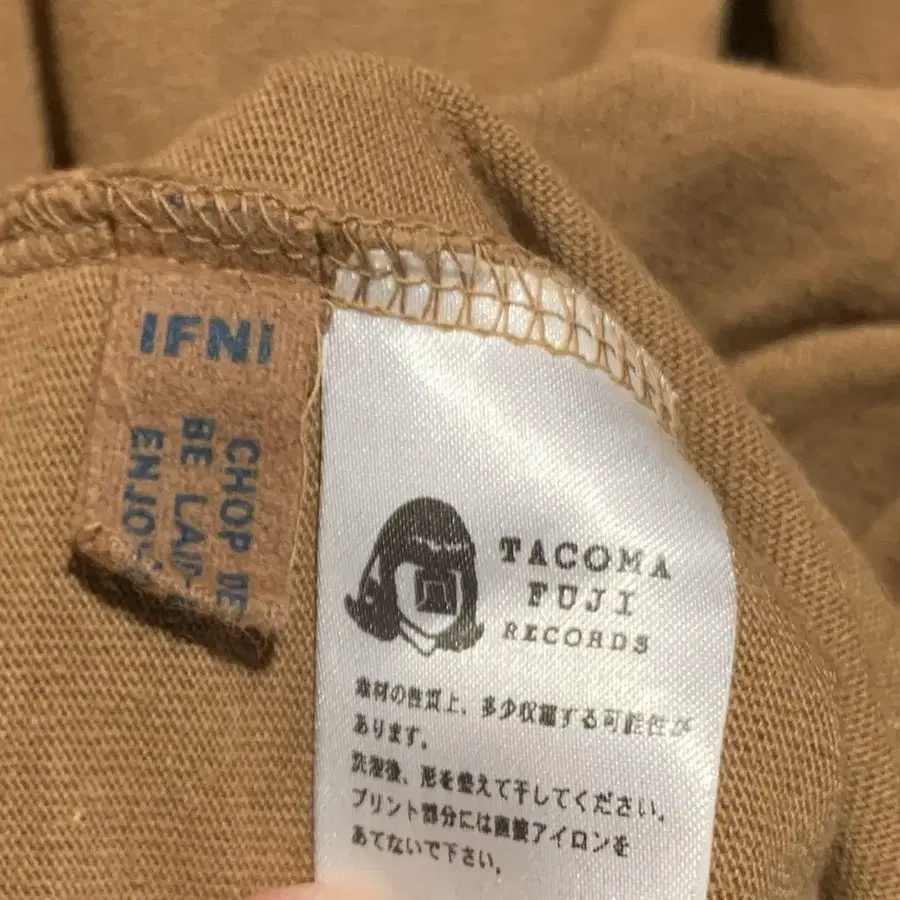 IFNI
CHOP DE
BE
ENJOY
TACOMA
FUJI
RECORDS
素材の性質上、多少収縮する可能性が
あります。
洗濯後、形を整えて干してください。
プリント部分には直接アイロンを
あてないで下さい。